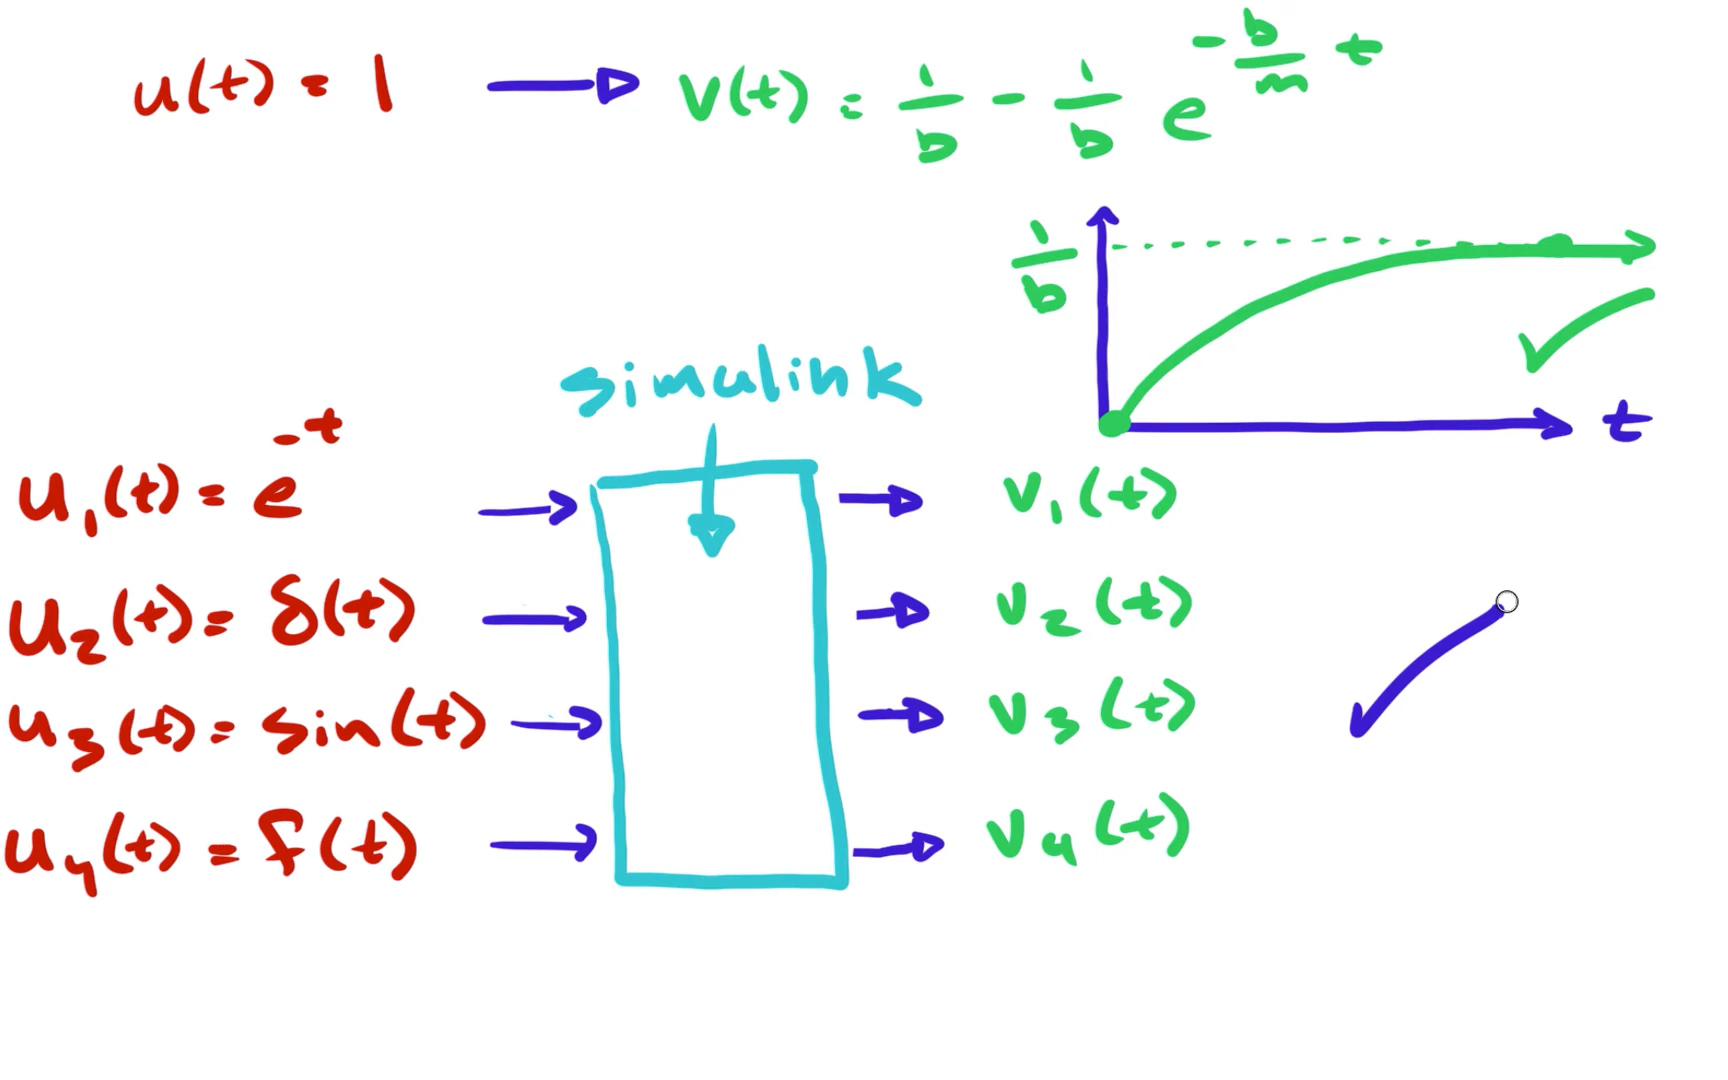 u(t) = 1 → v(t) = 1/b - 1/b e^(-b/m t)
1/b
t
simulink
u₁(t) = e^-t → → v₁(t)
u₂(t) = δ(t) → → v₂(t)
u₃(t) = sin(t) → → v₃(t)
u₄(t) = f(t) → → v₄(t)